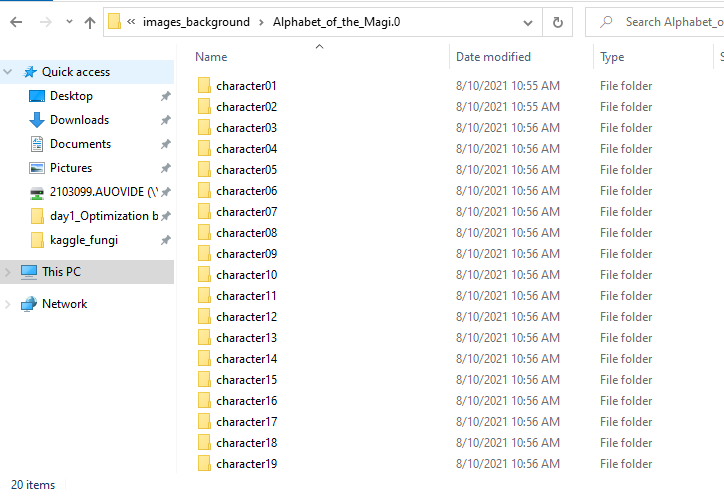 images_background > Alphabet_of_the_Magi.0
Search Alphabet_o
Name Date modified Type S
Quick access
Desktop
Downloads
Documents
Pictures
2103099.AUOVIDE (\\
day1_Optimization b
kaggle_fungi
This PC
Network
character01 8/10/2021 10:55 AM File folder
character02 8/10/2021 10:55 AM File folder
character03 8/10/2021 10:56 AM File folder
character04 8/10/2021 10:56 AM File folder
character05 8/10/2021 10:56 AM File folder
character06 8/10/2021 10:56 AM File folder
character07 8/10/2021 10:56 AM File folder
character08 8/10/2021 10:56 AM File folder
character09 8/10/2021 10:56 AM File folder
character10 8/10/2021 10:56 AM File folder
character11 8/10/2021 10:56 AM File folder
character12 8/10/2021 10:56 AM File folder
character13 8/10/2021 10:56 AM File folder
character14 8/10/2021 10:56 AM File folder
character15 8/10/2021 10:56 AM File folder
character16 8/10/2021 10:56 AM File folder
character17 8/10/2021 10:56 AM File folder
character18 8/10/2021 10:56 AM File folder
character19 8/10/2021 10:56 AM File folder
20 items